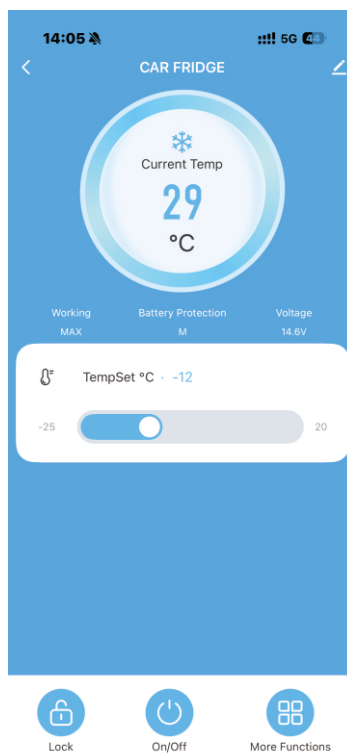 14:05
5G 44
CAR FRIDGE
Current Temp
29
°C
Working Battery Protection Voltage
MAX M 14.6V
TempSet °C · -12
-25 20
Lock On/Off More Functions